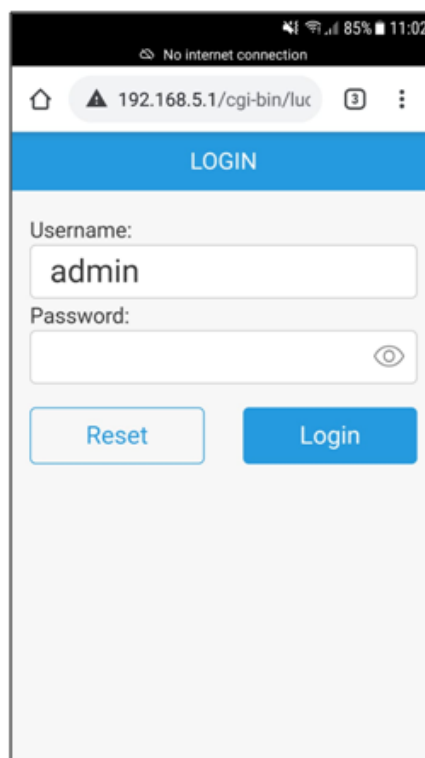 85% 11:02
No internet connection
192.168.5.1/cgi-bin/luc 3
LOGIN
Username:
admin
Password:
Reset Login